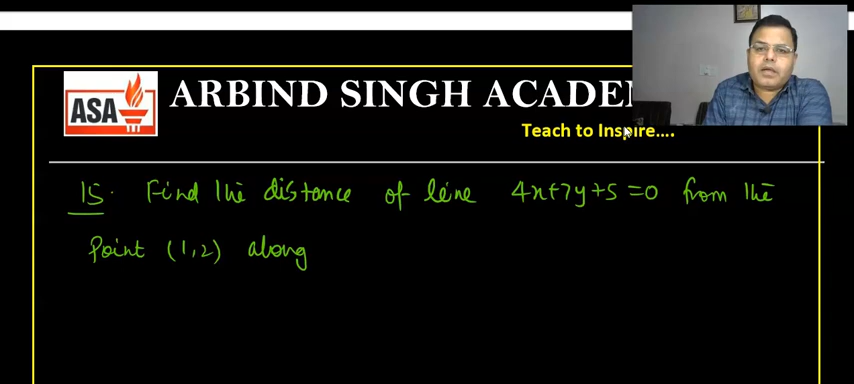 ASA
ARBIND SINGH ACADE
Teach to Inspire....
15. Find the distance of line 4x+7y+5=0 from the
Point (1,2) along